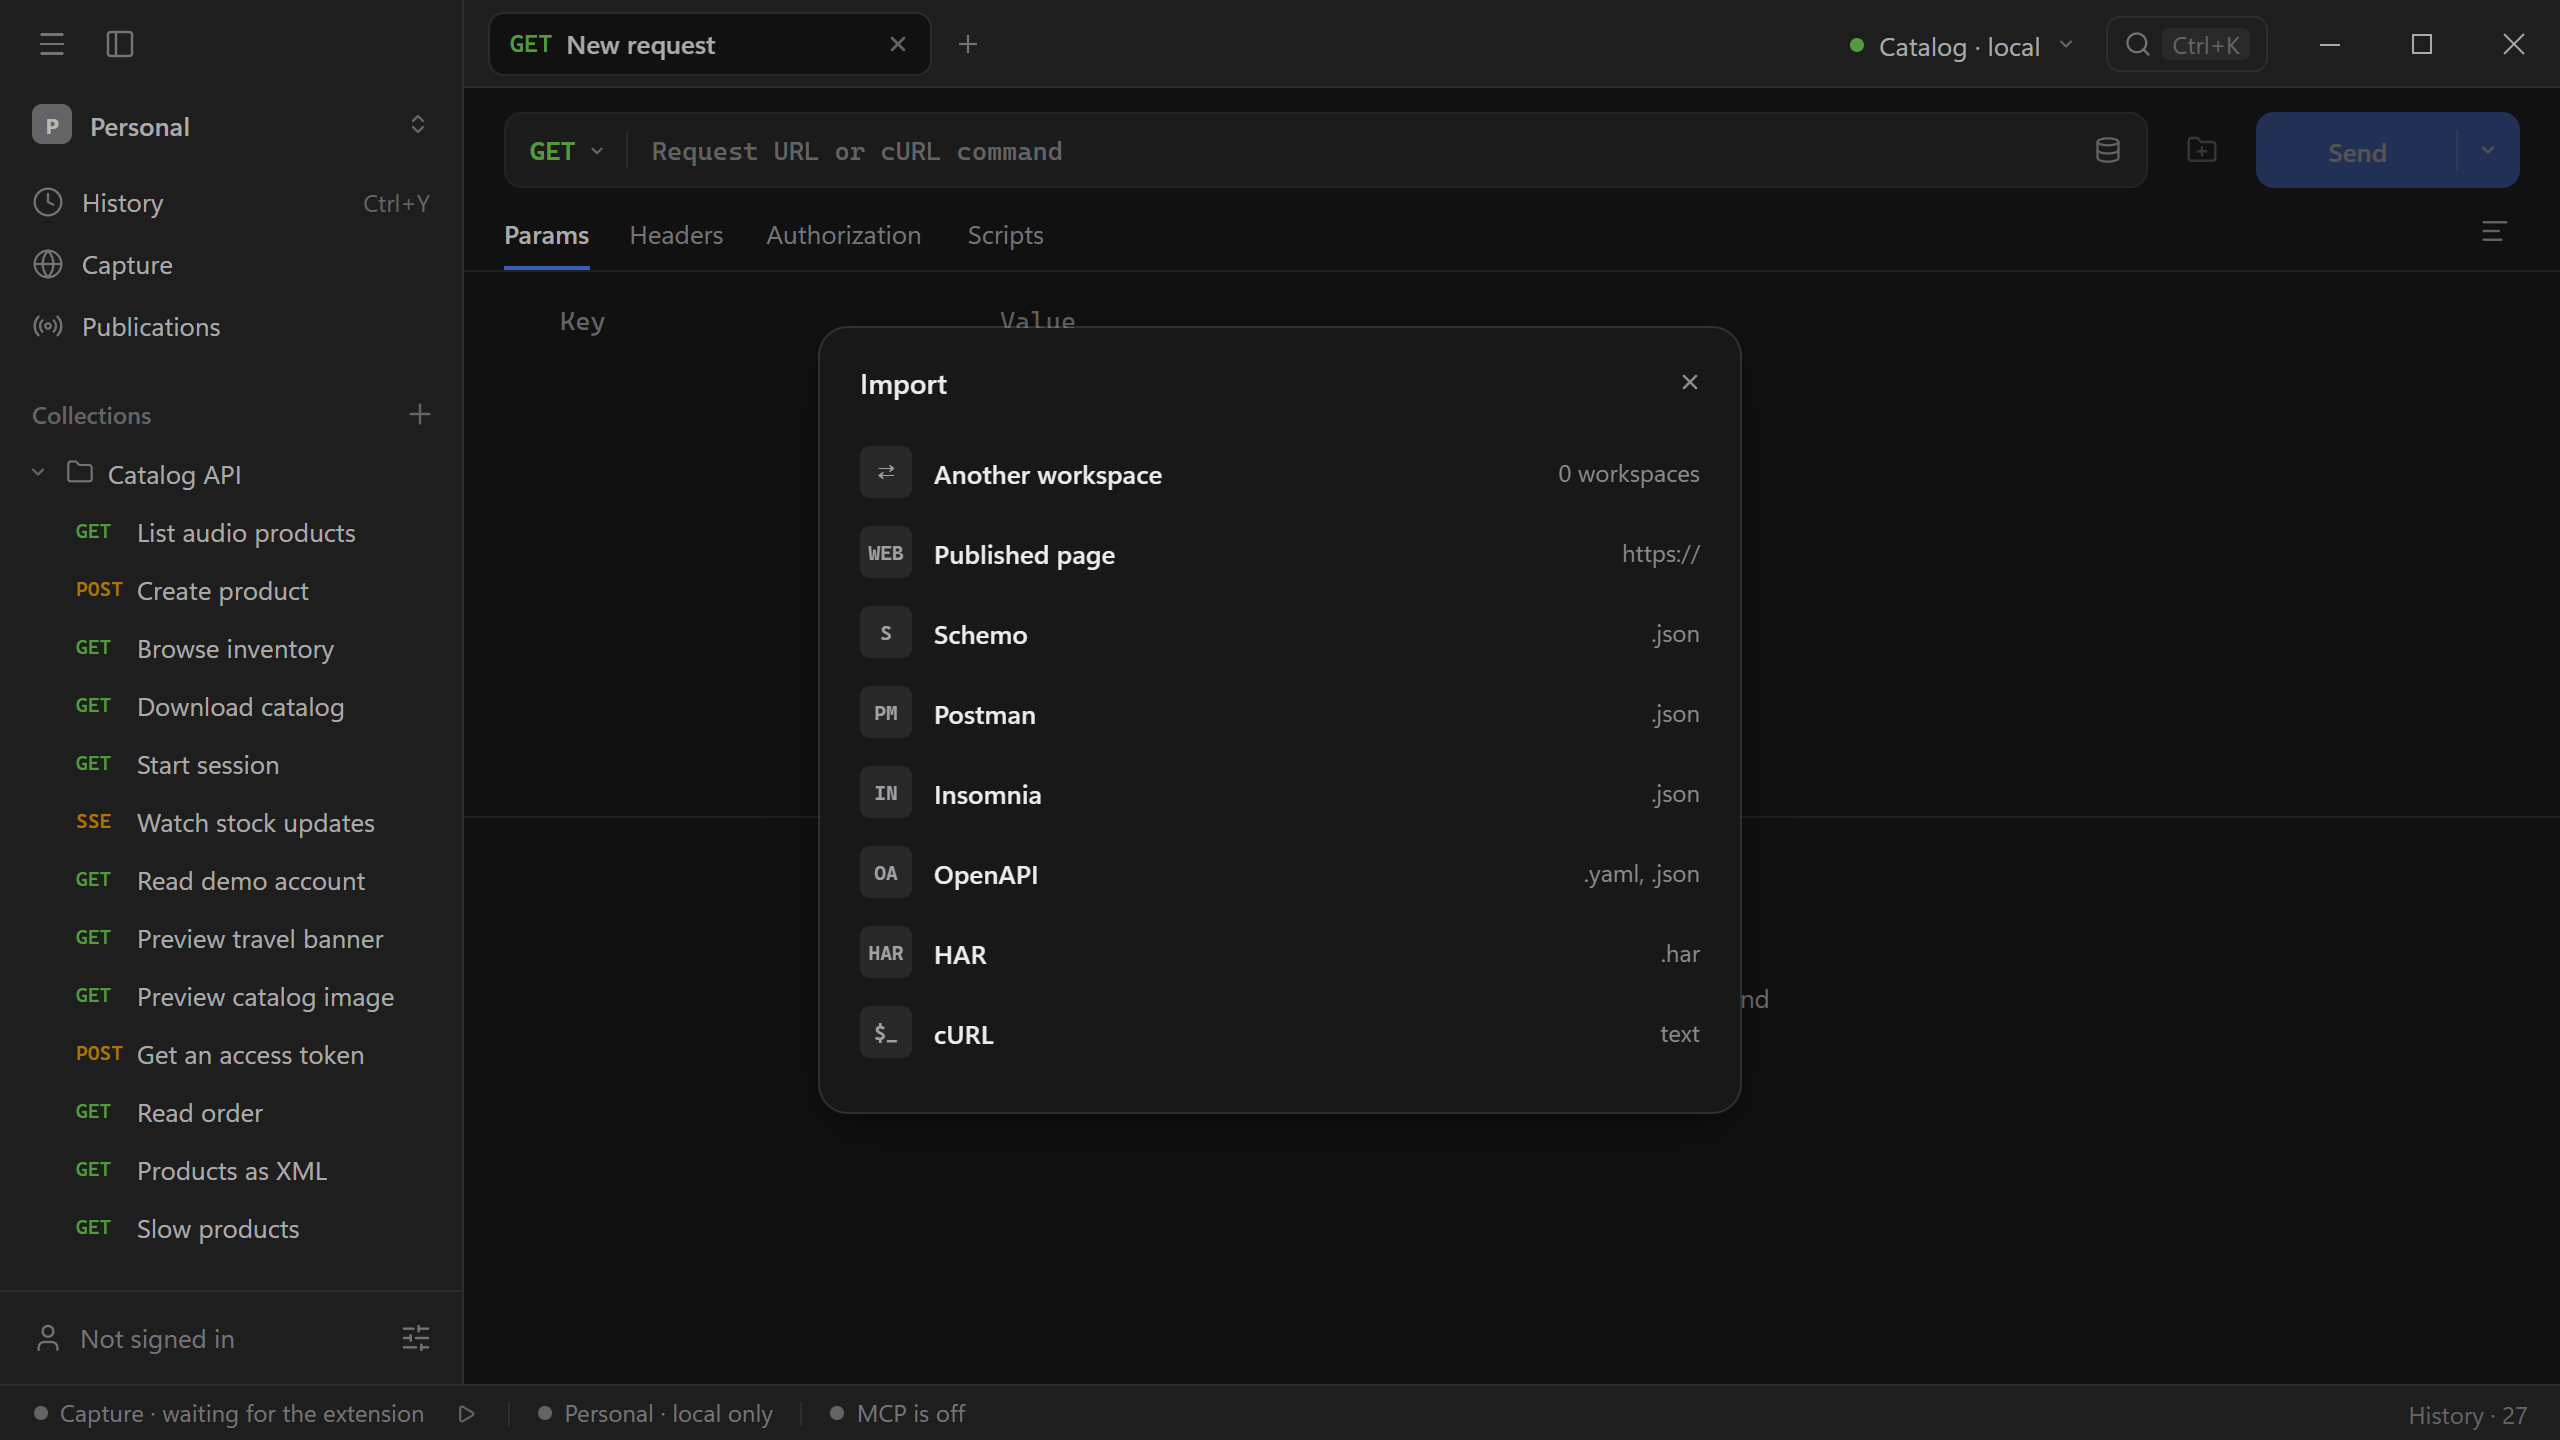 GET New request
Catalog · local
Ctrl+K
P Personal
History Ctrl+Y
Capture
Publications
Collections
Catalog API
GET List audio products
POST Create product
GET Browse inventory
GET Download catalog
GET Start session
SSE Watch stock updates
GET Read demo account
GET Preview travel banner
GET Preview catalog image
POST Get an access token
GET Read order
GET Products as XML
GET Slow products
Not signed in
GET Request URL or cURL command
Send
Params Headers Authorization Scripts
Key Value
Import
Another workspace 0 workspaces
WEB Published page https://
S Schemo .json
PM Postman .json
IN Insomnia .json
OA OpenAPI .yaml, .json
HAR HAR .har
$_ cURL text
nd
Capture · waiting for the extension
Personal · local only
MCP is off
History · 27